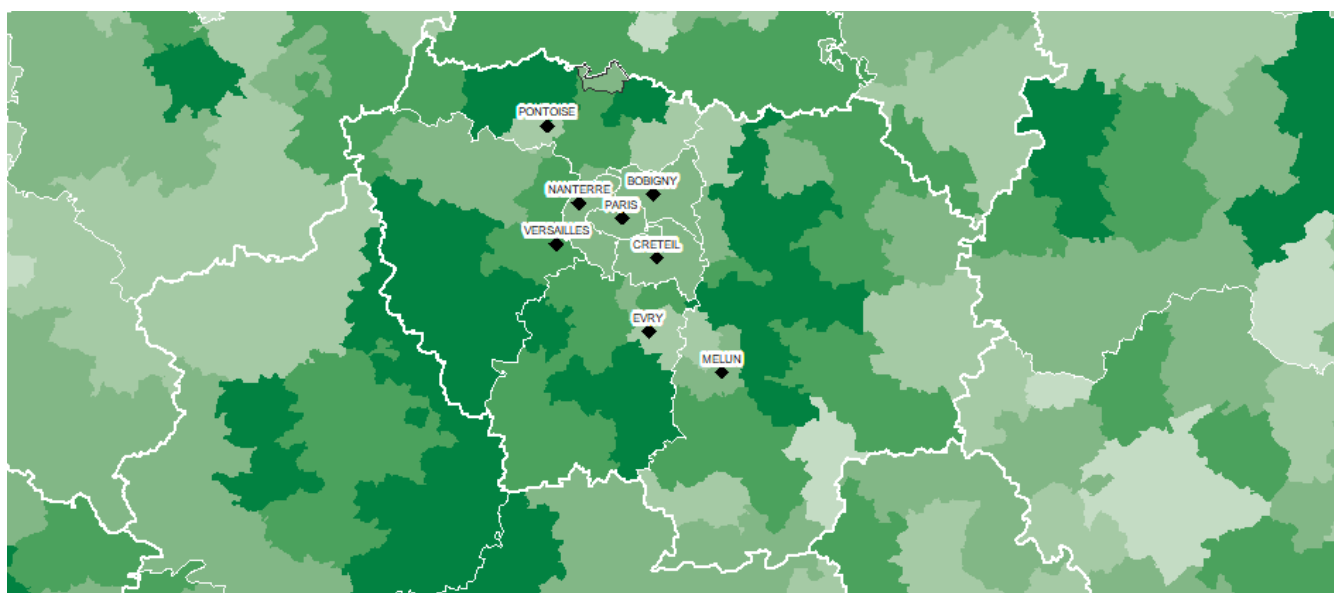 PONTOISE
BOBIGNY
NANTERRE
PARIS
VERSAILLES
CRETEIL
EVRY
MELUN